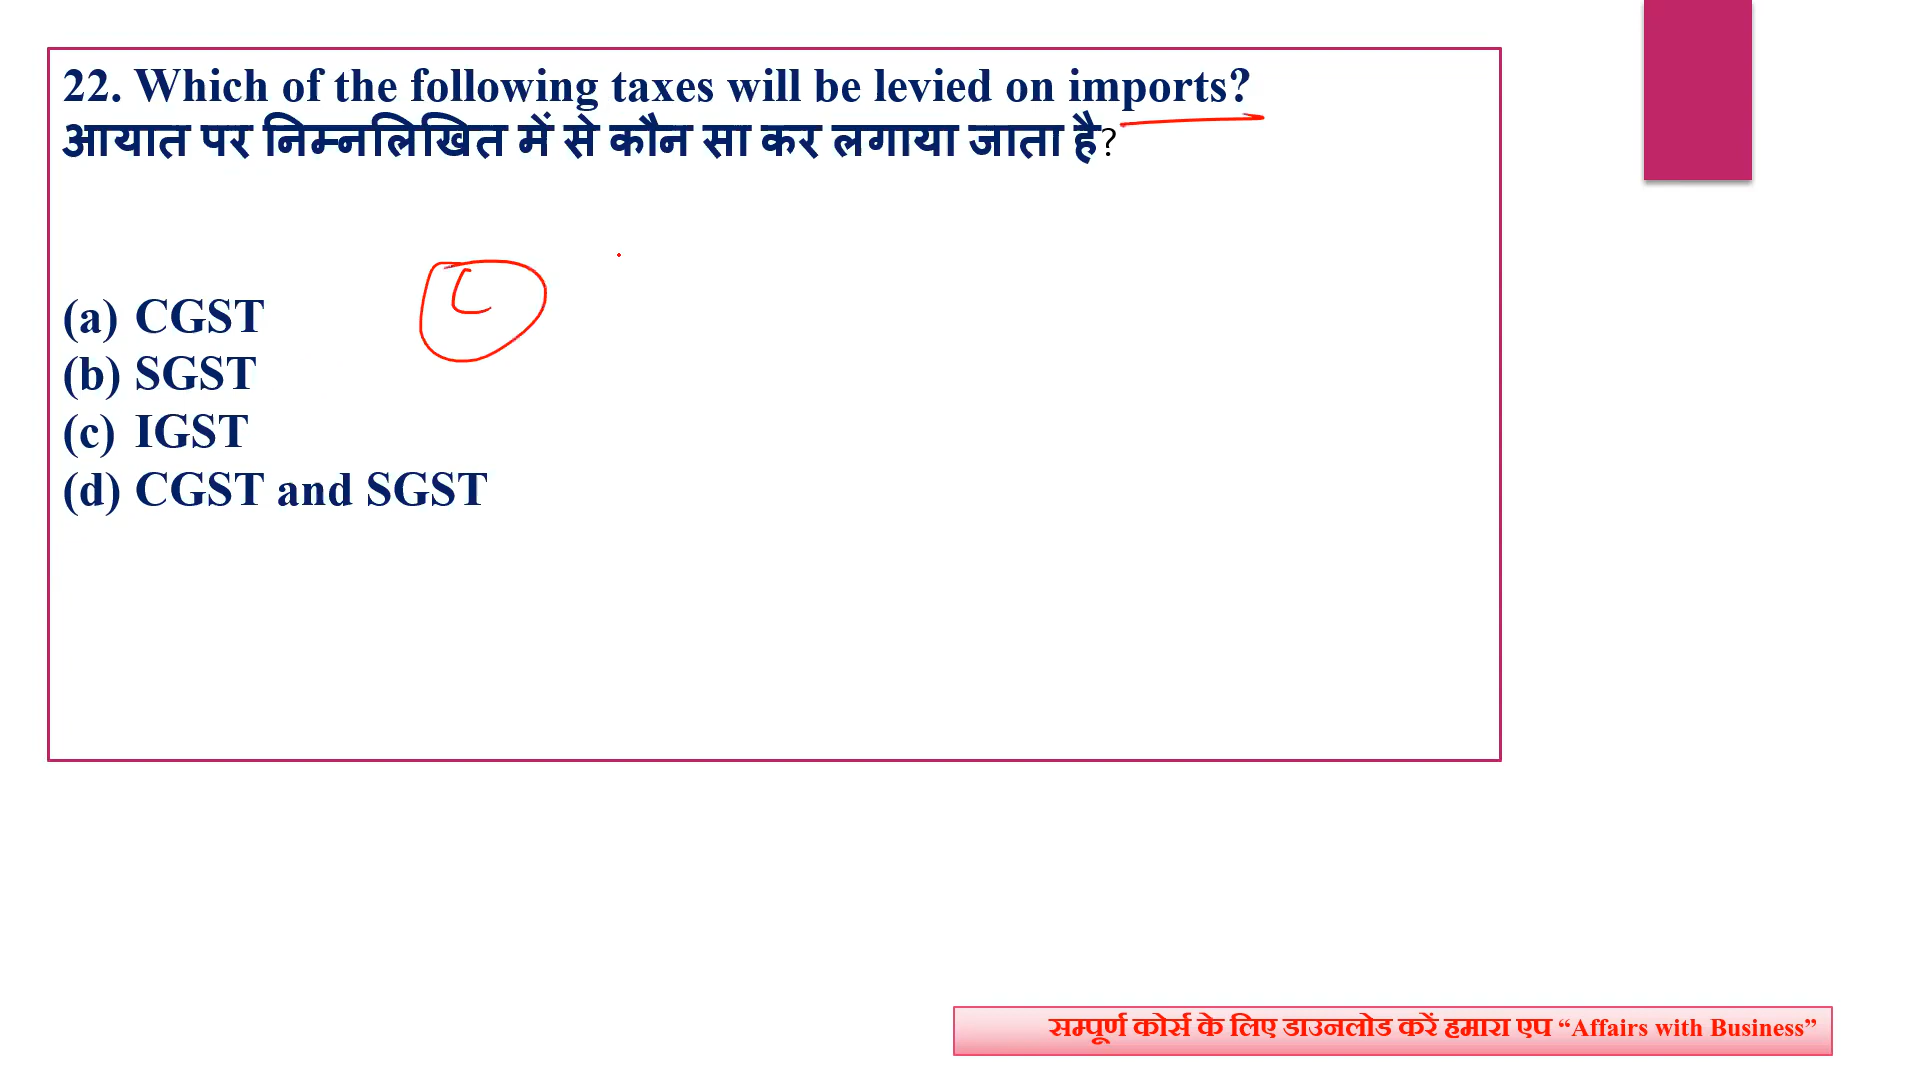 22. Which of the following taxes will be levied on imports?
आयात पर निम्नलिखित में से कौन सा कर लगाया जाता है?
C
(a) CGST
(b) SGST
(c) IGST
(d) CGST and SGST
सम्पूर्ण कोर्स के लिए डाउनलोड करें हमारा एप “Affairs with Business”